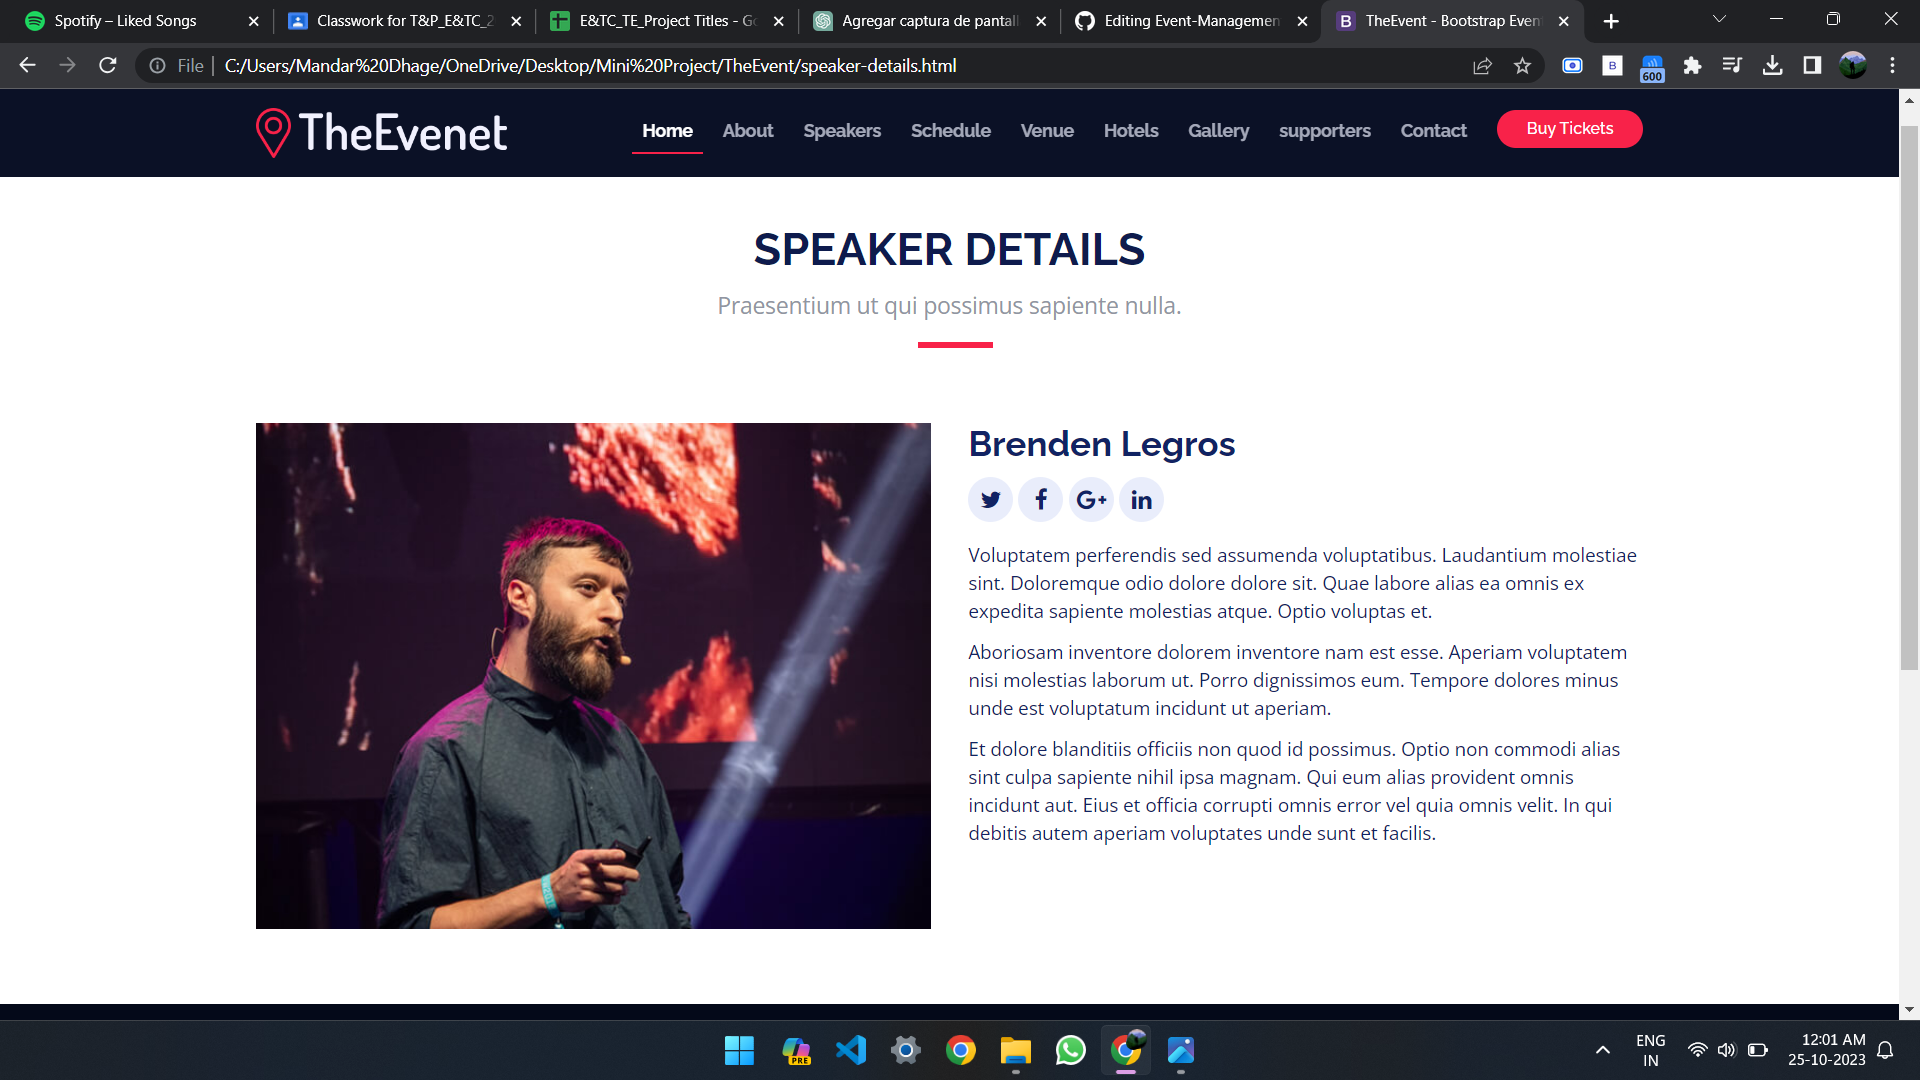 Spotify – Liked Songs
Classwork for T&P_E&TC_2
E&TC_TE_Project Titles - Go
Agregar captura de pantall
Editing Event-Managemen
B TheEvent - Bootstrap Even
File C:/Users/Mandar%20Dhage/OneDrive/Desktop/Mini%20Project/TheEvent/speaker-details.html
B
600
TheEvenet
Home About Speakers Schedule Venue Hotels Gallery supporters Contact Buy Tickets
SPEAKER DETAILS
Praesentium ut qui possimus sapiente nulla.
Brenden Legros
Voluptatem perferendis sed assumenda voluptatibus. Laudantium molestiae
sint. Doloremque odio dolore dolore sit. Quae labore alias ea omnis ex
expedita sapiente molestias atque. Optio voluptas et.
Aboriosam inventore dolorem inventore nam est esse. Aperiam voluptatem
nisi molestias laborum ut. Porro dignissimos eum. Tempore dolores minus
unde est voluptatum incidunt ut aperiam.
Et dolore blanditiis officiis non quod id possimus. Optio non commodi alias
sint culpa sapiente nihil ipsa magnam. Qui eum alias provident omnis
incidunt aut. Eius et officia corrupti omnis error vel quia omnis velit. In qui
debitis autem aperiam voluptates unde sunt et facilis.
PRE
ENG
IN
12:01 AM
25-10-2023